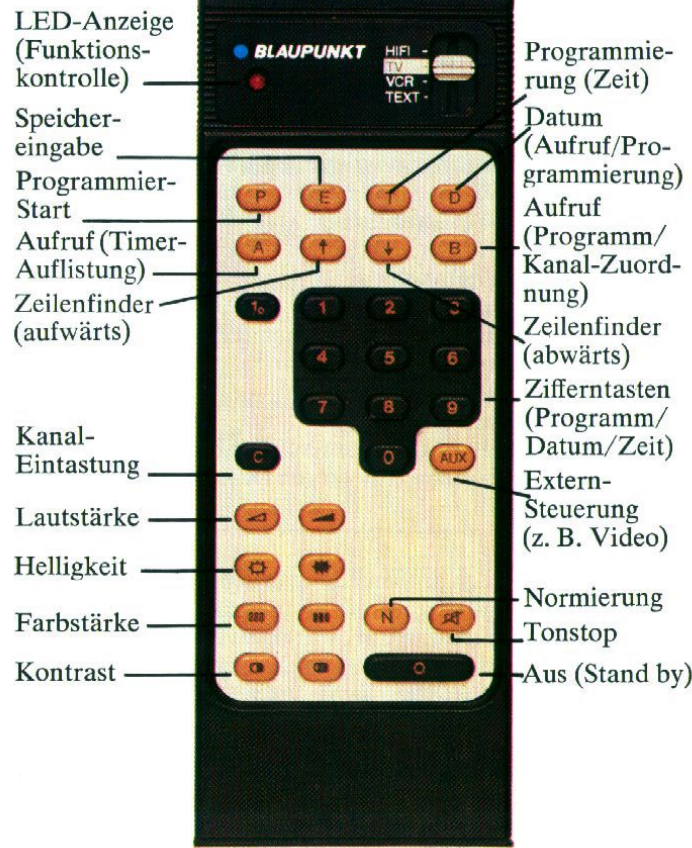 LED-Anzeige
(Funktions-
kontrolle)
Speicher-
eingabe
Programmier-
Start
Aufruf (Timer-
Auflistung)
Zeilenfinder
(aufwärts)
Kanal-
Eintastung
Lautstärke
Helligkeit
Farbstärke
Kontrast
BLAUPUNKT
HIFI -
TV
VCR -
TEXT -
P E T D
A B
1₀ 1 2 3
4 5 6
7 8 9
C 0 AUX
N
O
Programmie-
rung (Zeit)
Datum
(Aufruf/Pro-
grammierung)
Aufruf
(Programm/
Kanal-Zuord-
nung)
Zeilenfinder
(abwärts)
Zifferntasten
(Programm/
Datum/Zeit)
Extern-
Steuerung
(z. B. Video)
Normierung
Tonstop
Aus (Stand by)